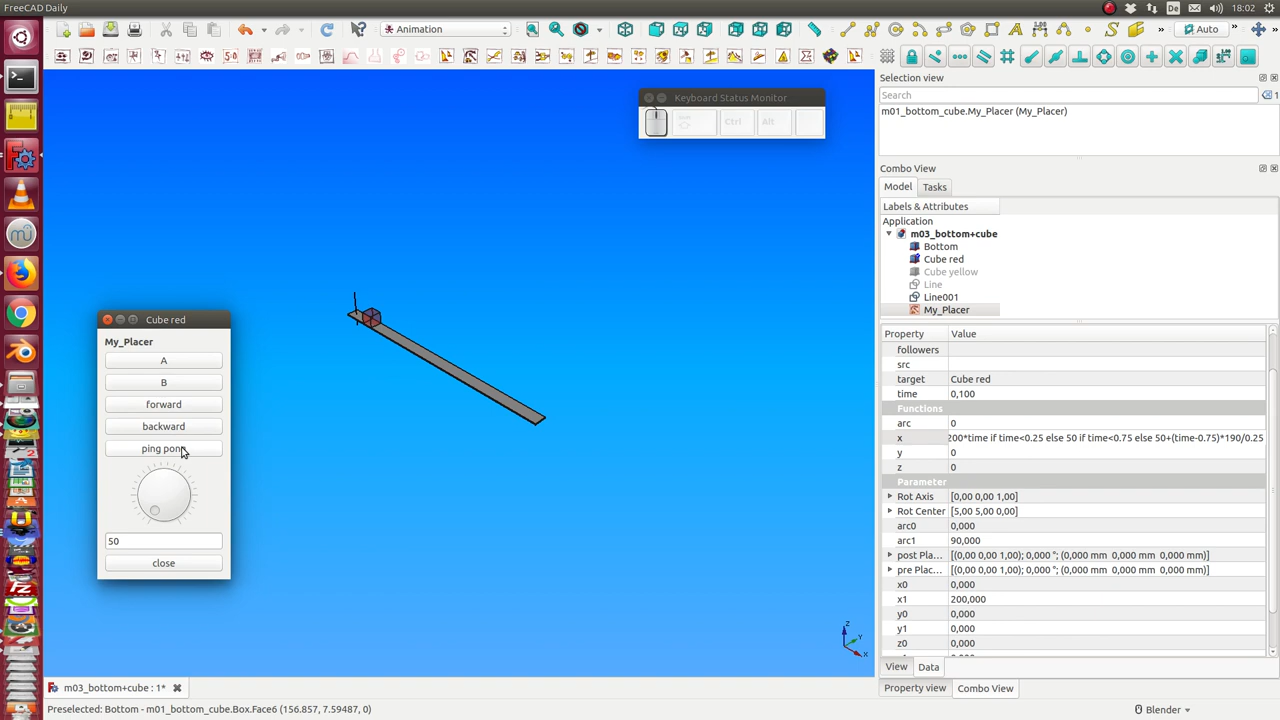 FreeCAD Daily
De
18:02
Animation
Auto
Selection view
Search
1
m01_bottom_cube.My_Placer (My_Placer)
Combo View
Model
Tasks
Labels & Attributes
Application
m03_bottom+cube
Bottom
Cube red
Cube yellow
Line
Line001
My_Placer
Property
Value
followers
src
target
Cube red
time
0,100
Functions
arc
0
x
200*time if time<0.25 else 50 if time<0.75 else 50+(time-0.75)*190/0.25
y
0
z
0
Parameter
Rot Axis
[0,00 0,00 1,00]
Rot Center
[5,00 5,00 0,00]
arc0
0,000
arc1
90,000
post Pla...
[(0,00 0,00 1,00); 0,000 °; (0,000 mm 0,000 mm 0,000 mm)]
pre Plac...
[(0,00 0,00 1,00); 0,000 °; (0,000 mm 0,000 mm 0,000 mm)]
x0
0,000
x1
200,000
y0
0,000
y1
0,000
z0
0,000
View
Data
Property view
Combo View
Keyboard Status Monitor
Ctrl
Alt
Cube red
My_Placer
A
B
forward
backward
ping pong
50
close
Z
Y
X
m03_bottom+cube : 1*
Preselected: Bottom - m01_bottom_cube.Box.Face6 (156.857, 7.59487, 0)
Blender